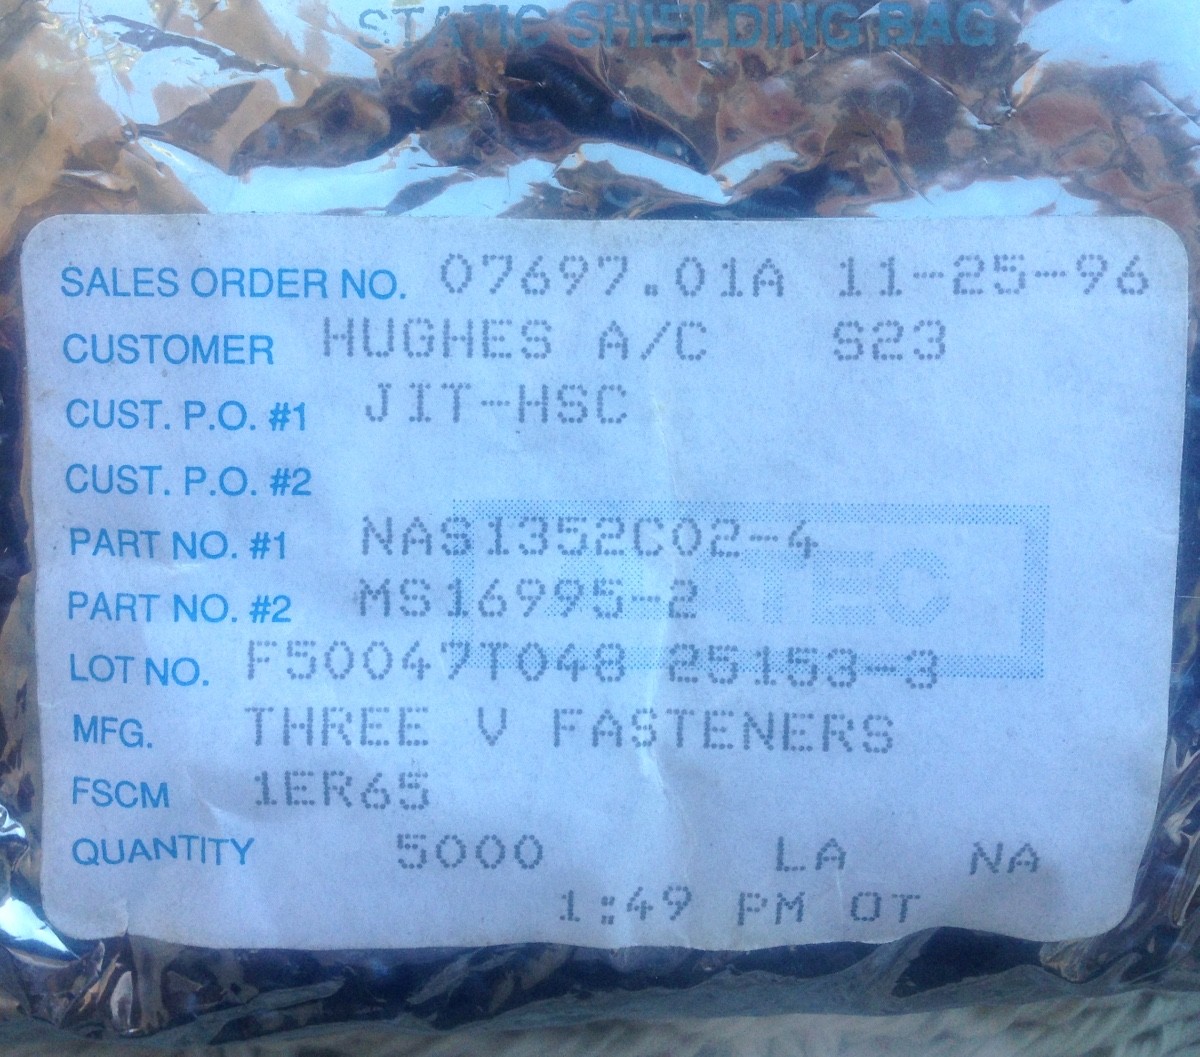 STATIC SHIELDING BAG
SALES ORDER NO. 07697.01A 11-25-96
CUSTOMER HUGHES A/C S23
CUST. P.O. #1 JIT-HSC
CUST. P.O. #2
PART NO. #1 NAS1352C02-4
PART NO. #2 MS16995-2
LOT NO. F50047T048 25153-3
MFG. THREE V FASTENERS
FSCM 1ER65
QUANTITY 5000 LA NA
1:49 PM OT